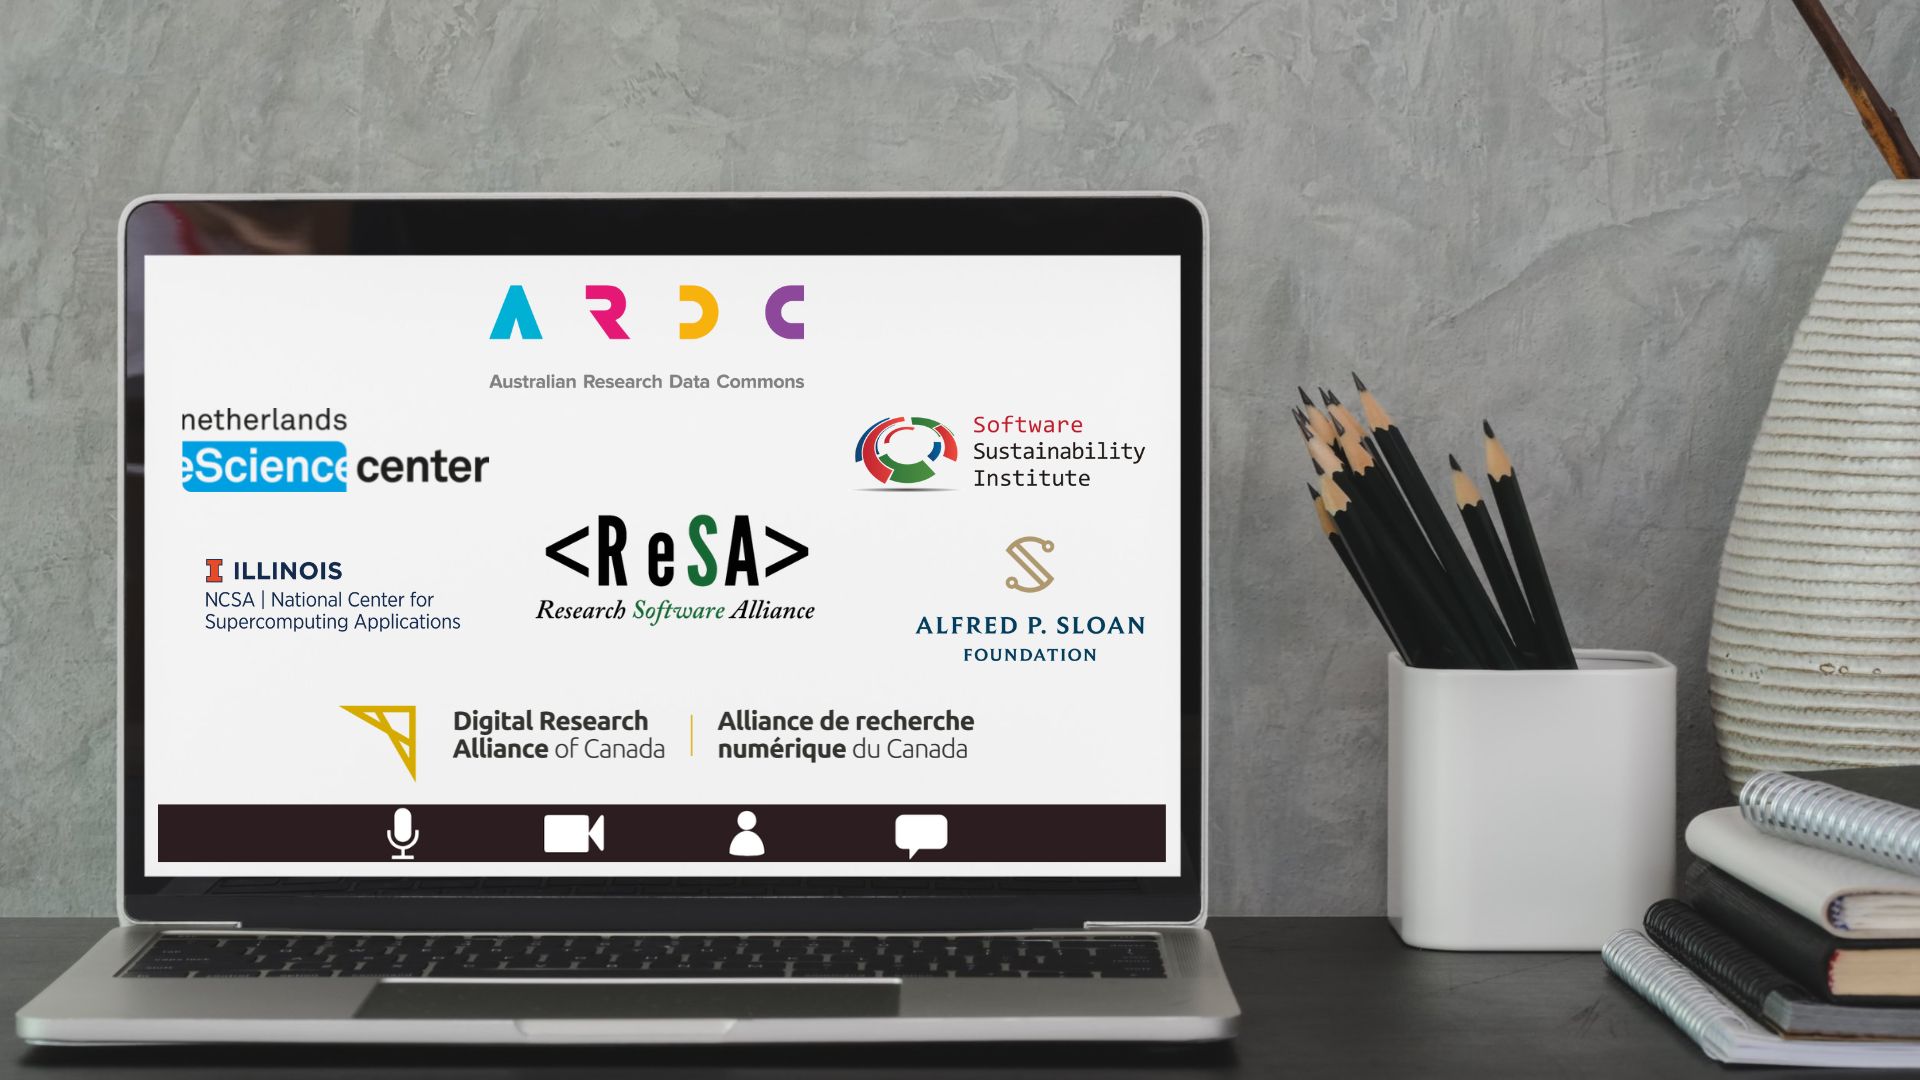 ARDC
Australian Research Data Commons
netherlands
eScience center
Software
Sustainability
Institute
<ReSA>
Research Software Alliance
ILLINOIS
NCSA | National Center for
Supercomputing Applications
ALFRED P. SLOAN
FOUNDATION
Digital Research
Alliance of Canada
Alliance de recherche
numérique du Canada